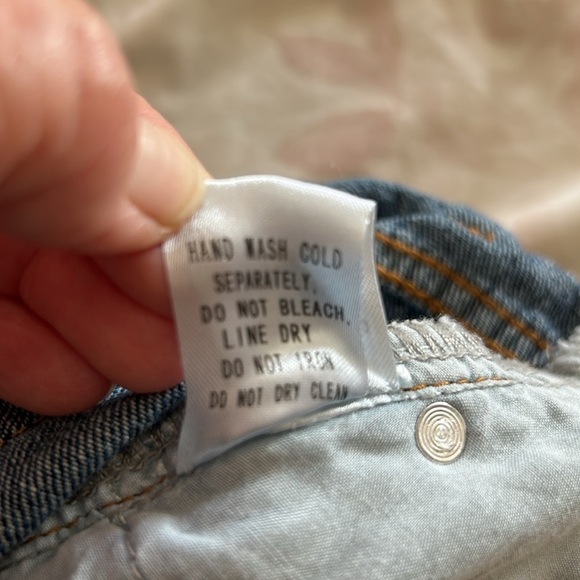 HAND WASH COLD
SEPARATELY,
DO NOT BLEACH,
LINE DRY
DO NOT IRON
DO NOT DRY CLEAN